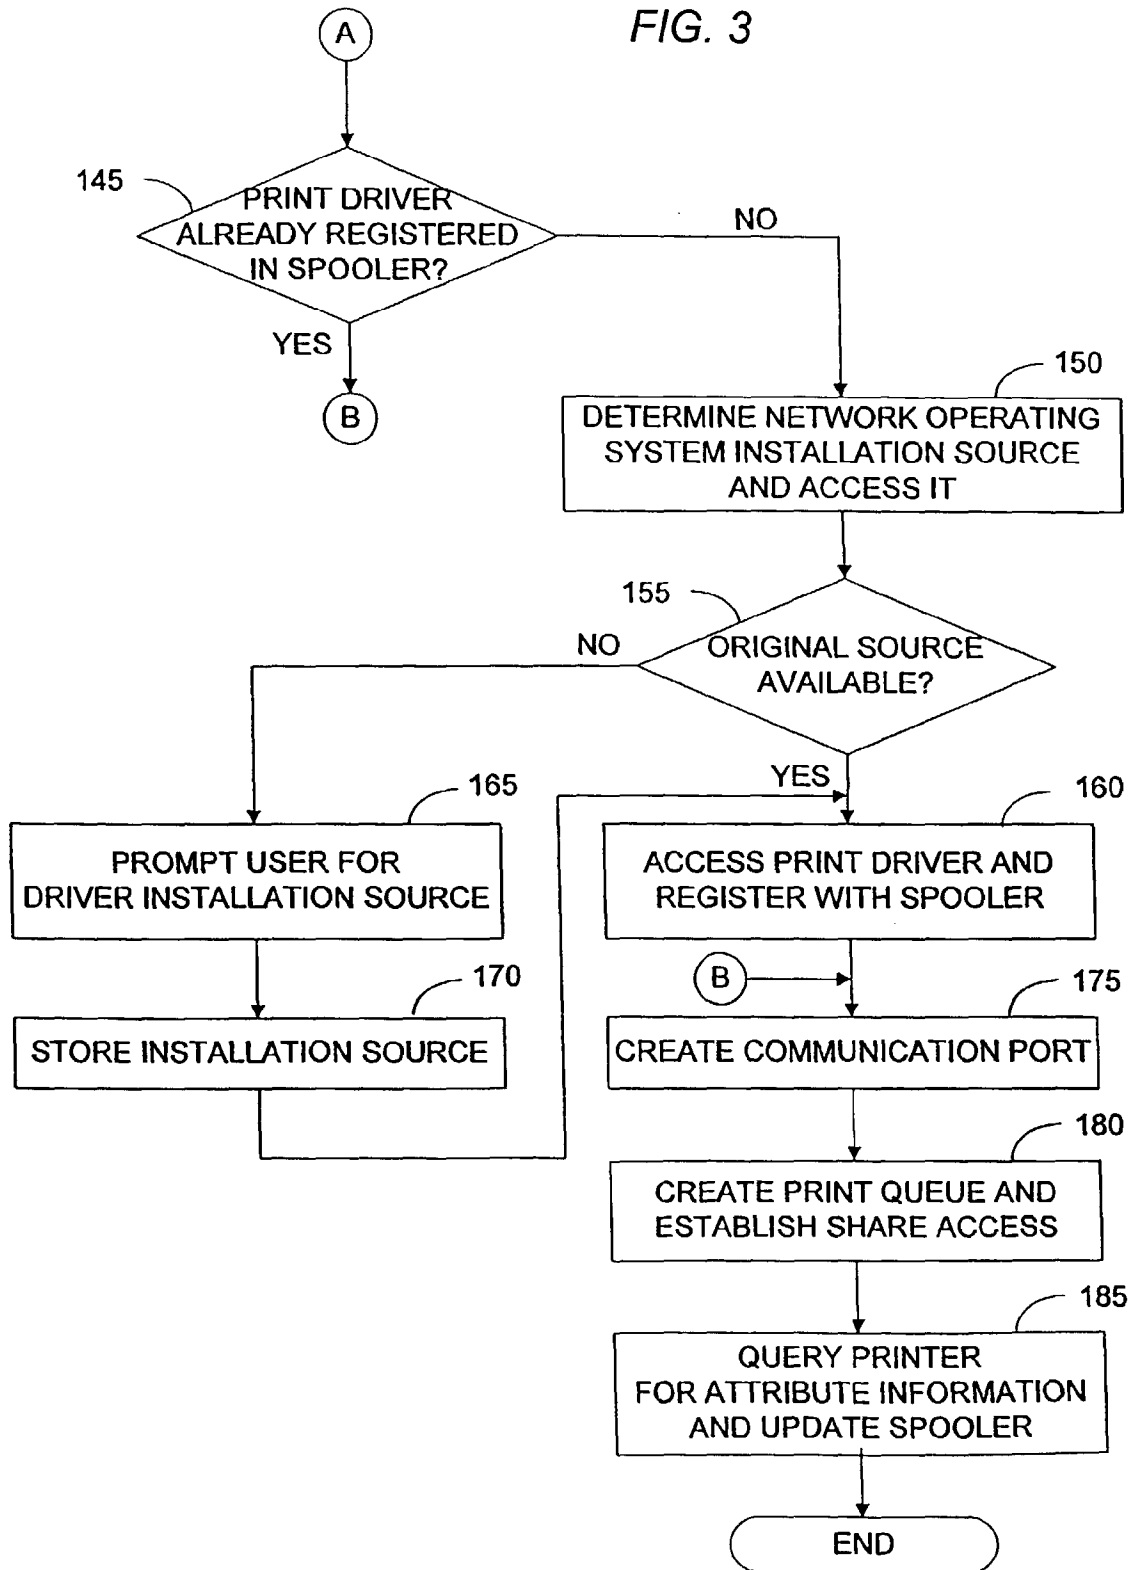 FIG. 3
A
145
PRINT DRIVER
ALREADY REGISTERED
IN SPOOLER?
NO
YES
B
150
DETERMINE NETWORK OPERATING
SYSTEM INSTALLATION SOURCE
AND ACCESS IT
155
ORIGINAL SOURCE
AVAILABLE?
NO
YES
165
PROMPT USER FOR
DRIVER INSTALLATION SOURCE
160
ACCESS PRINT DRIVER AND
REGISTER WITH SPOOLER
170
STORE INSTALLATION SOURCE
B
175
CREATE COMMUNICATION PORT
180
CREATE PRINT QUEUE AND
ESTABLISH SHARE ACCESS
185
QUERY PRINTER
FOR ATTRIBUTE INFORMATION
AND UPDATE SPOOLER
END